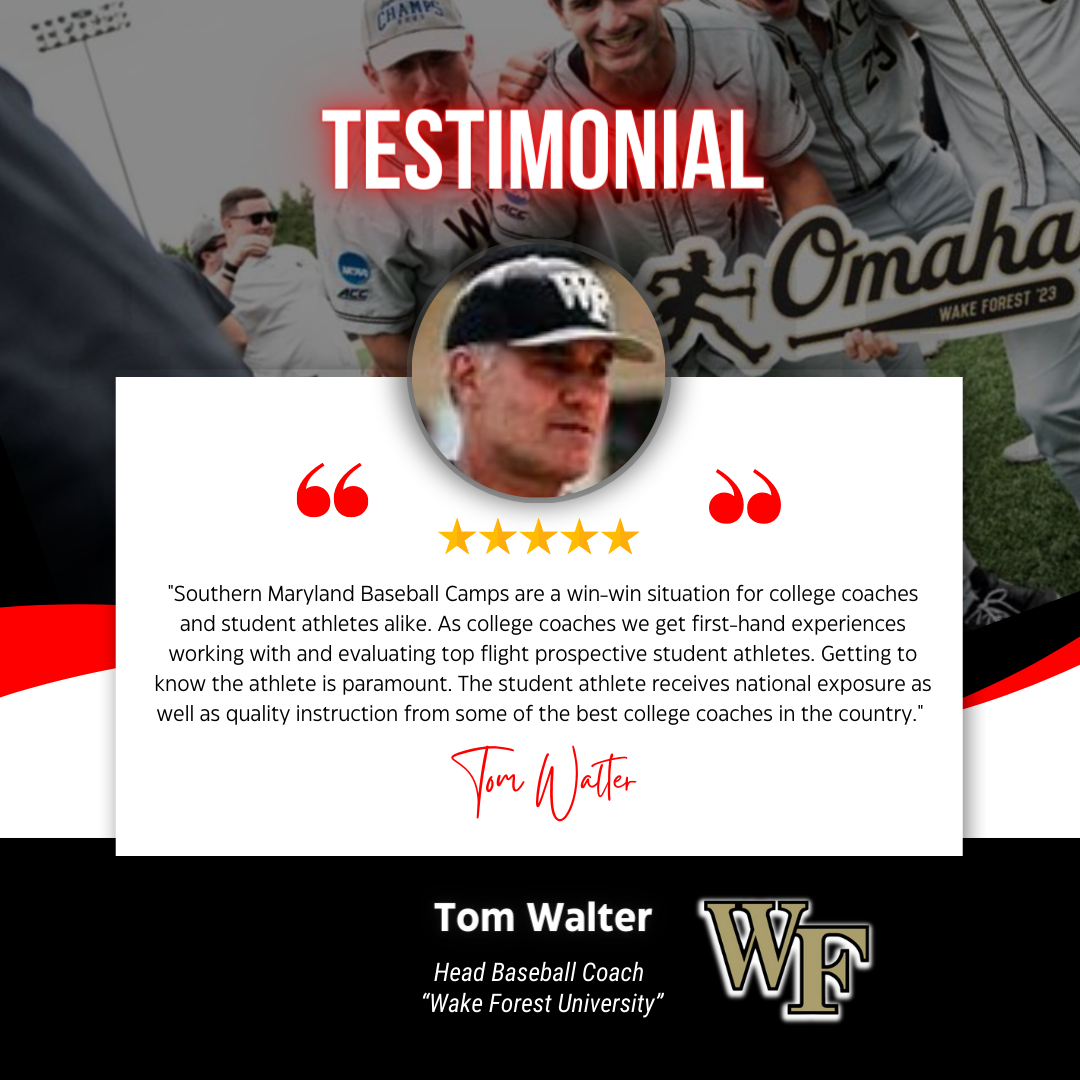 CHAMPS
WAKE
29
TESTIMONIAL
W
ACC
NCAA
ACC
Omaha
WAKE FOREST '23
WF
"Southern Maryland Baseball Camps are a win-win situation for college coaches
and student athletes alike. As college coaches we get first-hand experiences
working with and evaluating top flight prospective student athletes. Getting to
know the athlete is paramount. The student athlete receives national exposure as
well as quality instruction from some of the best college coaches in the country."
Tom Walter
Tom Walter
Head Baseball Coach
“Wake Forest University”
WF